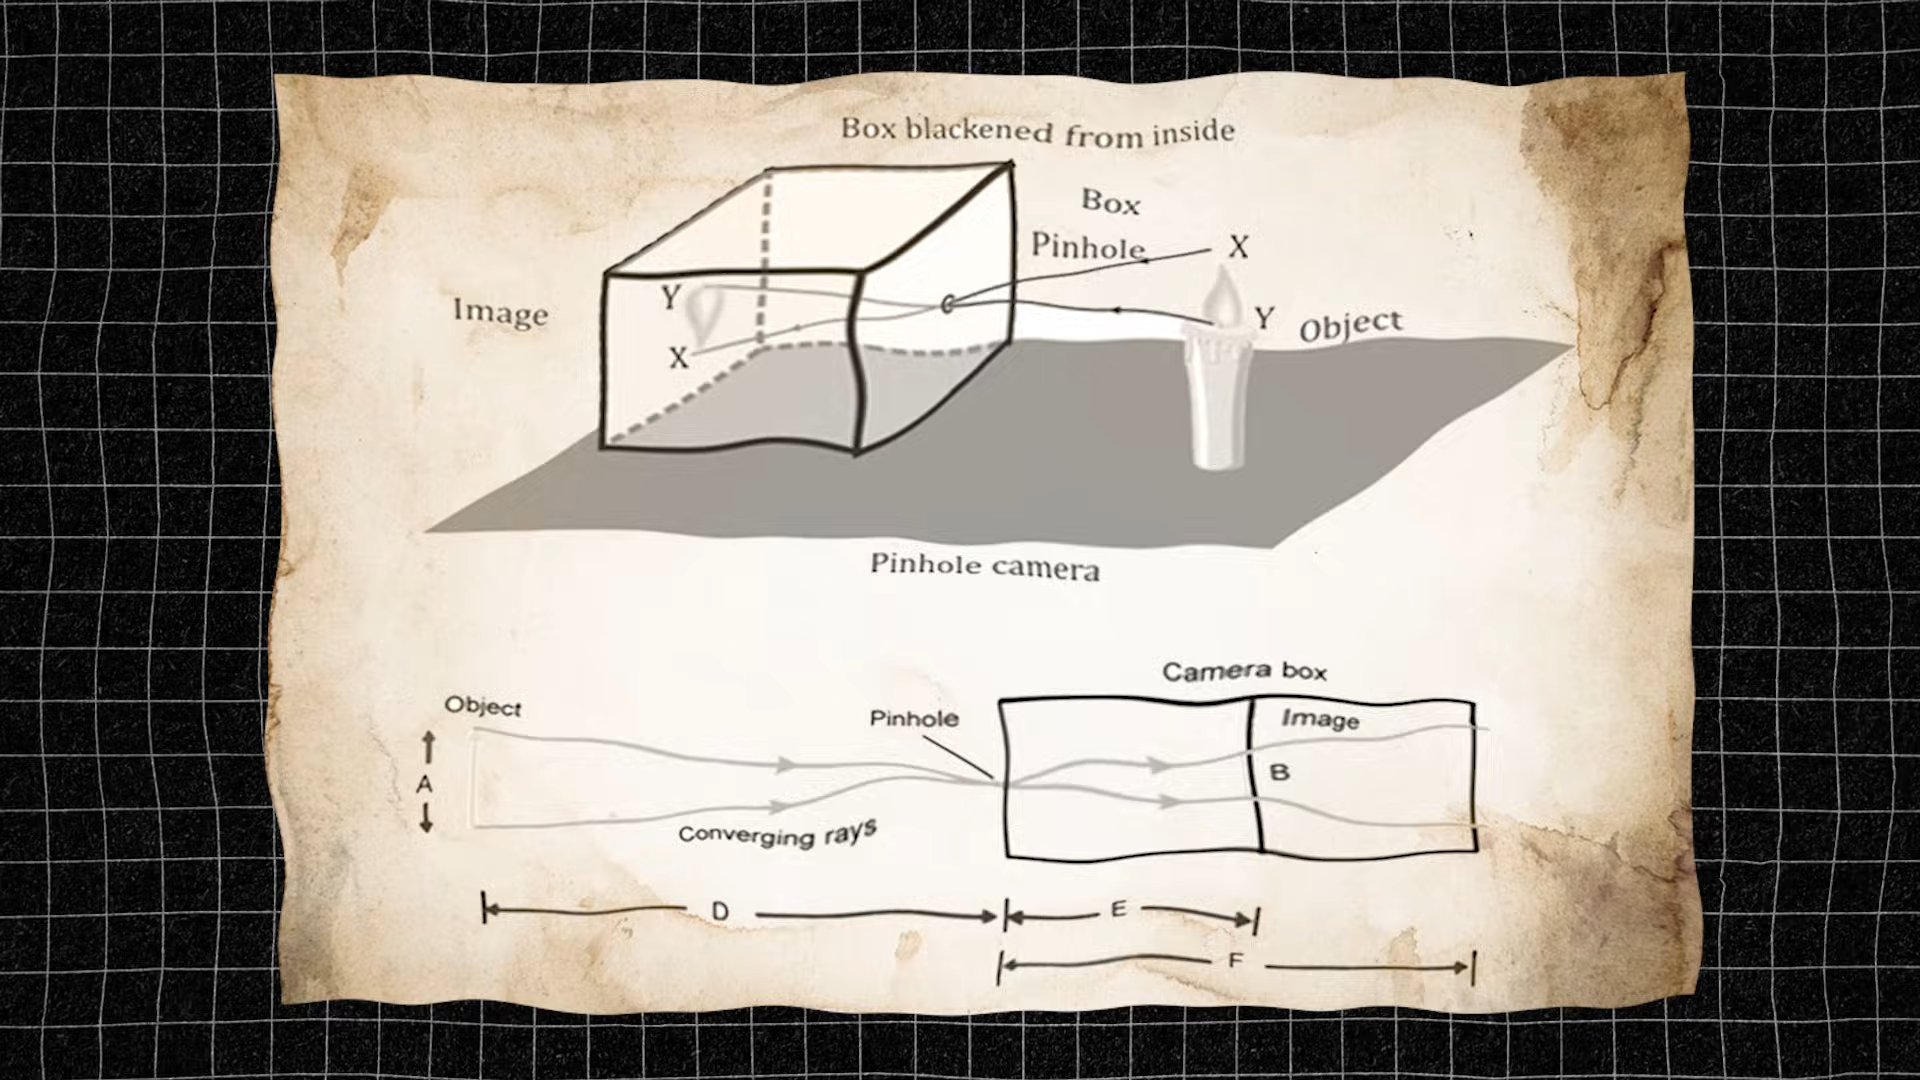 Box blackened from inside
Box
Pinhole
X
Y
Image
Y
Object
X
Pinhole camera
Camera box
Object
Pinhole
Image
A
B
Converging rays
D
E
F